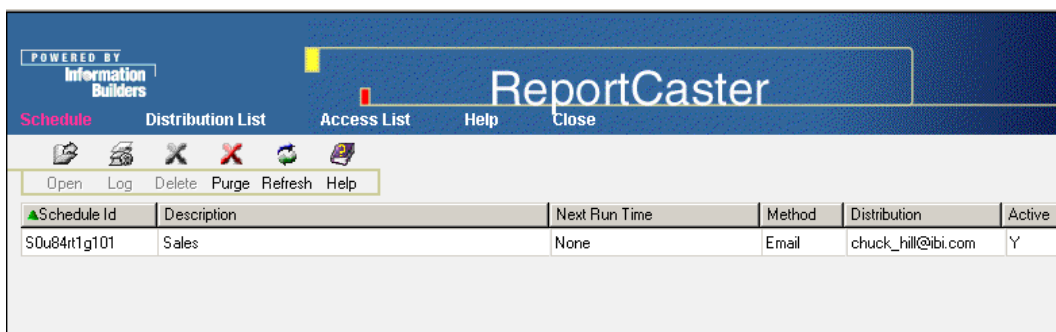 POWERED BY
Information
Builders
ReportCaster
Schedule Distribution List Access List Help Close
Open Log Delete Purge Refresh Help
Schedule Id Description Next Run Time Method Distribution Active
S0u84rt1g101 Sales None Email chuck_hill@ibi.com Y